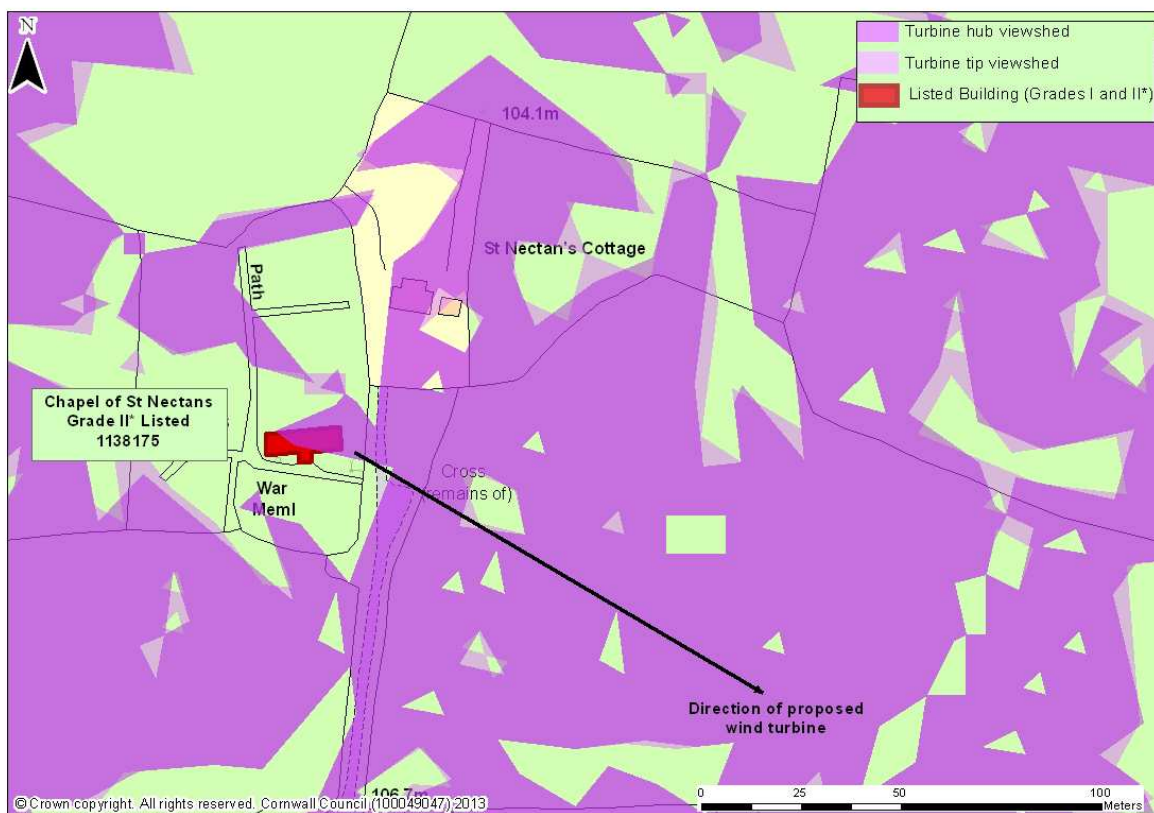 N
Turbine hub viewshed
Turbine tip viewshed
Listed Building (Grades I and II*)
104.1m
St Nectan's Cottage
Path
Chapel of St Nectans
Grade II* Listed
1138175
Cross
(remains of)
War
Meml
Direction of proposed
wind turbine
106.7m
© Crown copyright. All rights reserved. Cornwall Council (100049047) 2013
0 25 50 100
Meters